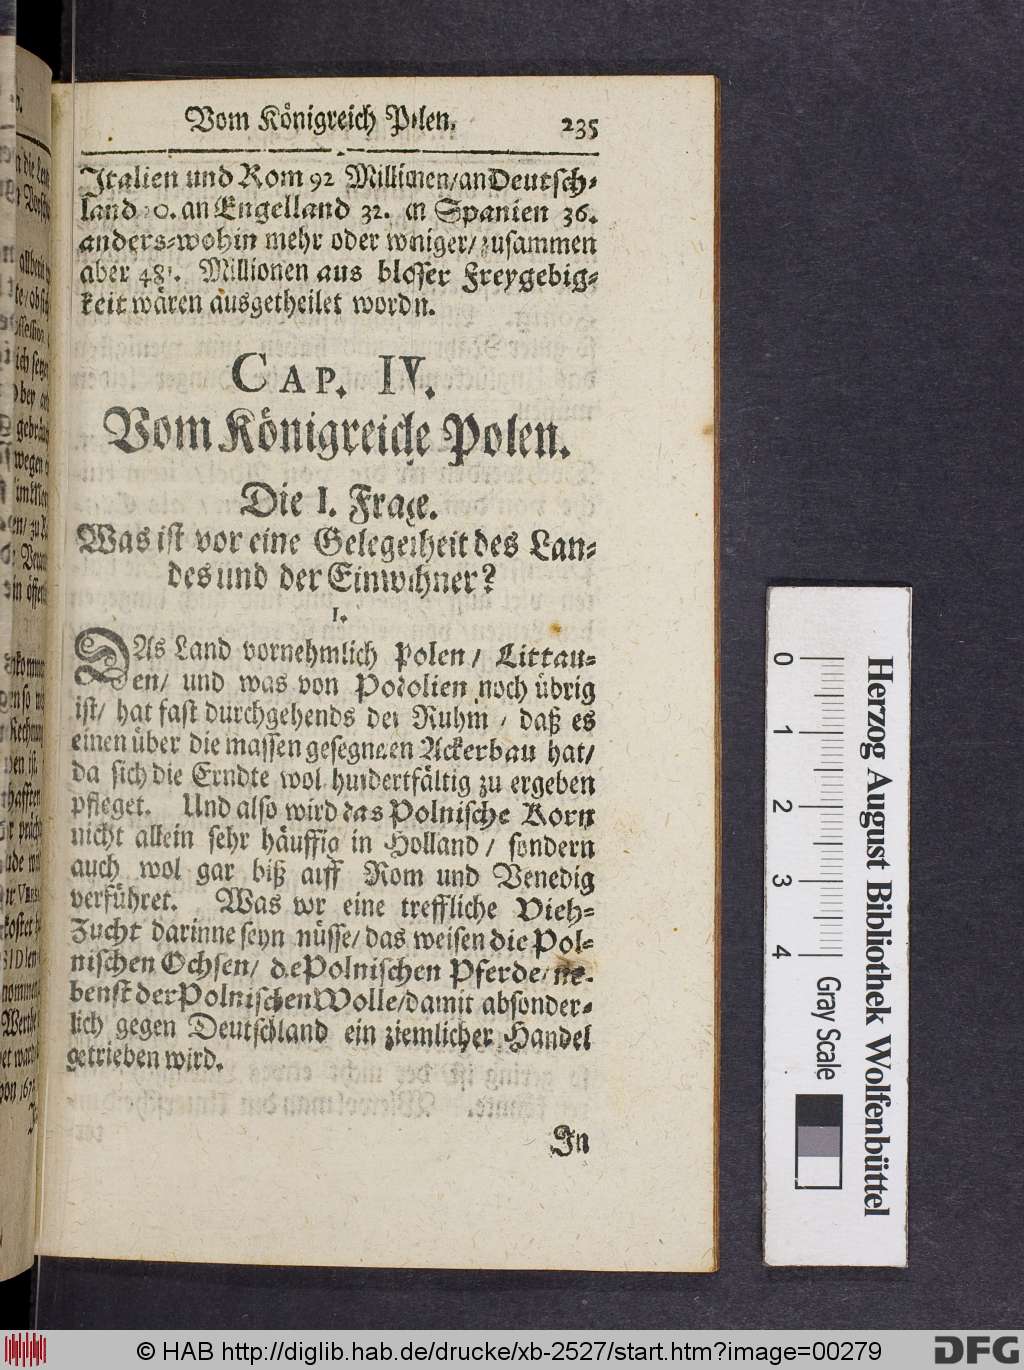 Vom Königreich Polen. 235
Italien und Rom 92 Millionen/an Deutsch-
land 20. an Engelland 32. an Spanien 36.
anders-wohin mehr oder weniger/zusammen
aber Millionen aus blosser Freygebig-
keit wären ausgetheilet worden.
CAP. IV.
Vom Königreiche Polen.
Die I. Frage.
Was ist vor eine Gelegenheit des Lan-
des und der Einwohner?
I.
DAs Land vornehmlich Polen/ Littau-
en/ und was von Podolien noch übrig
ist/ hat fast durchgehends den Ruhm / daß es
einen über die massen gesegneten Ackerbau hat/
da sich die Erndte wol hundertfältig zu ergeben
pfleget. Und also wird das Polnische Korn
nicht allein sehr häuffig in Holland / sondern
auch wol gar biß auff Rom und Venedig
verführet. Was vor eine treffliche Vieh-
Zucht darinne seyn müsse/das weisen die Pol-
nischen Ochsen/ die Polnischen Pferde/ ne-
benst der Polnischen Wolle/damit absonder-
lich gegen Deutschland ein ziemlicher Handel
getrieben wird.
In
0 1 2 3 4
Gray Scale
Herzog August Bibliothek Wolfenbüttel
© HAB http://diglib.hab.de/drucke/xb-2527/start.htm?image=00279
DFG